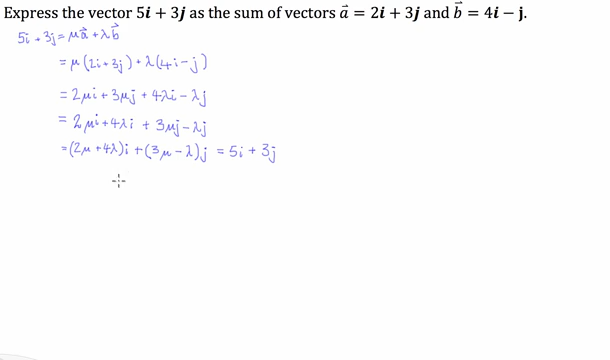 Express the vector 5i + 3j as the sum of vectors a⃗ = 2i + 3j and b⃗ = 4i − j.
5i + 3j = μa⃗ + λb⃗
= μ(2i + 3j) + λ(4i − j)
= 2μi + 3μj + 4λi − λj
= 2μi + 4λi + 3μj − λj
= (2μ + 4λ)i + (3μ − λ)j = 5i + 3j